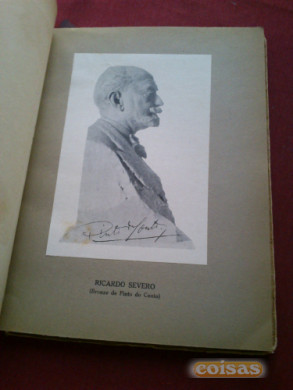 RICARDO SEVERO
(Bronze de Pinto do Couto)
coisas